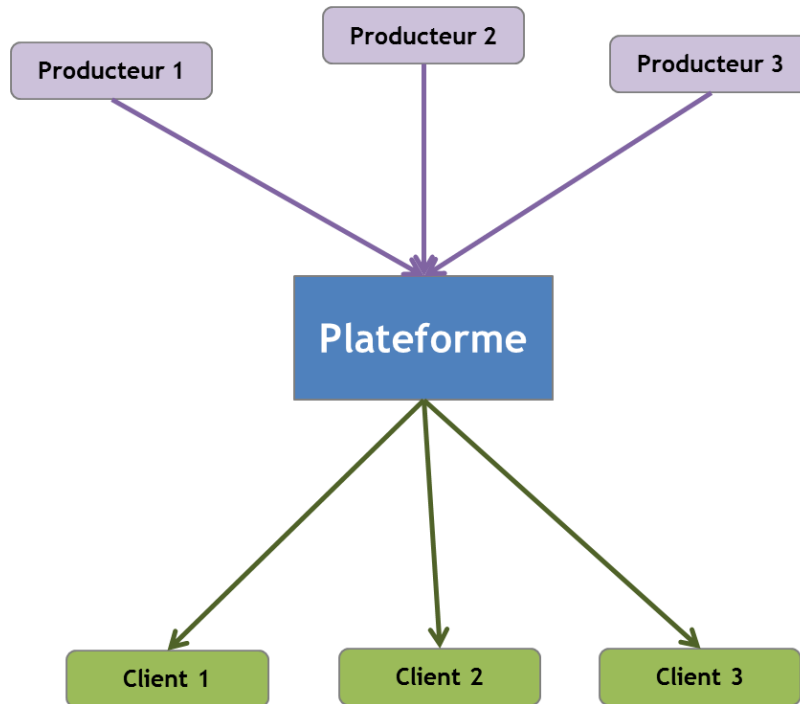 Producteur 1
Producteur 2
Producteur 3
Plateforme
Client 1
Client 2
Client 3